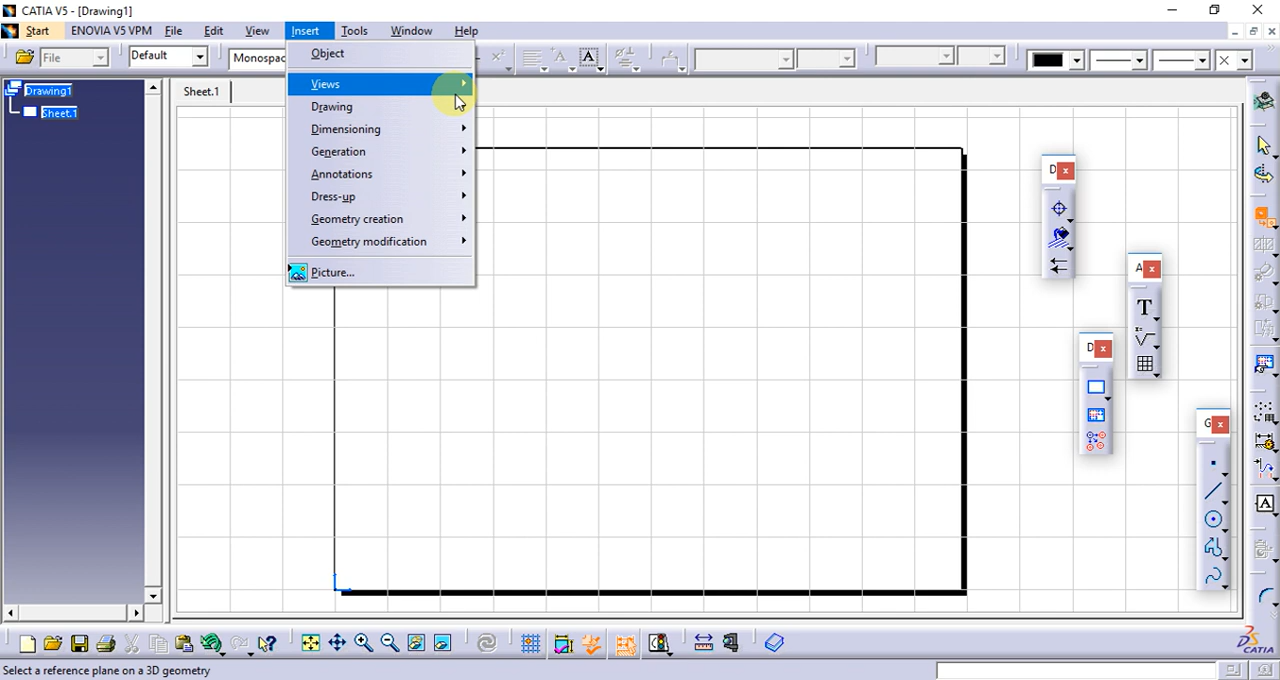 CATIA V5 - [Drawing1]
Start ENOVIA V5 VPM File Edit View Insert Tools Window Help
File Default Monospac
Object
Views
Drawing
Dimensioning
Generation
Annotations
Dress-up
Geometry creation
Geometry modification
Picture...
Drawing1
Sheet.1
Sheet.1
D
A
T
D
G
A
CATIA
Select a reference plane on a 3D geometry